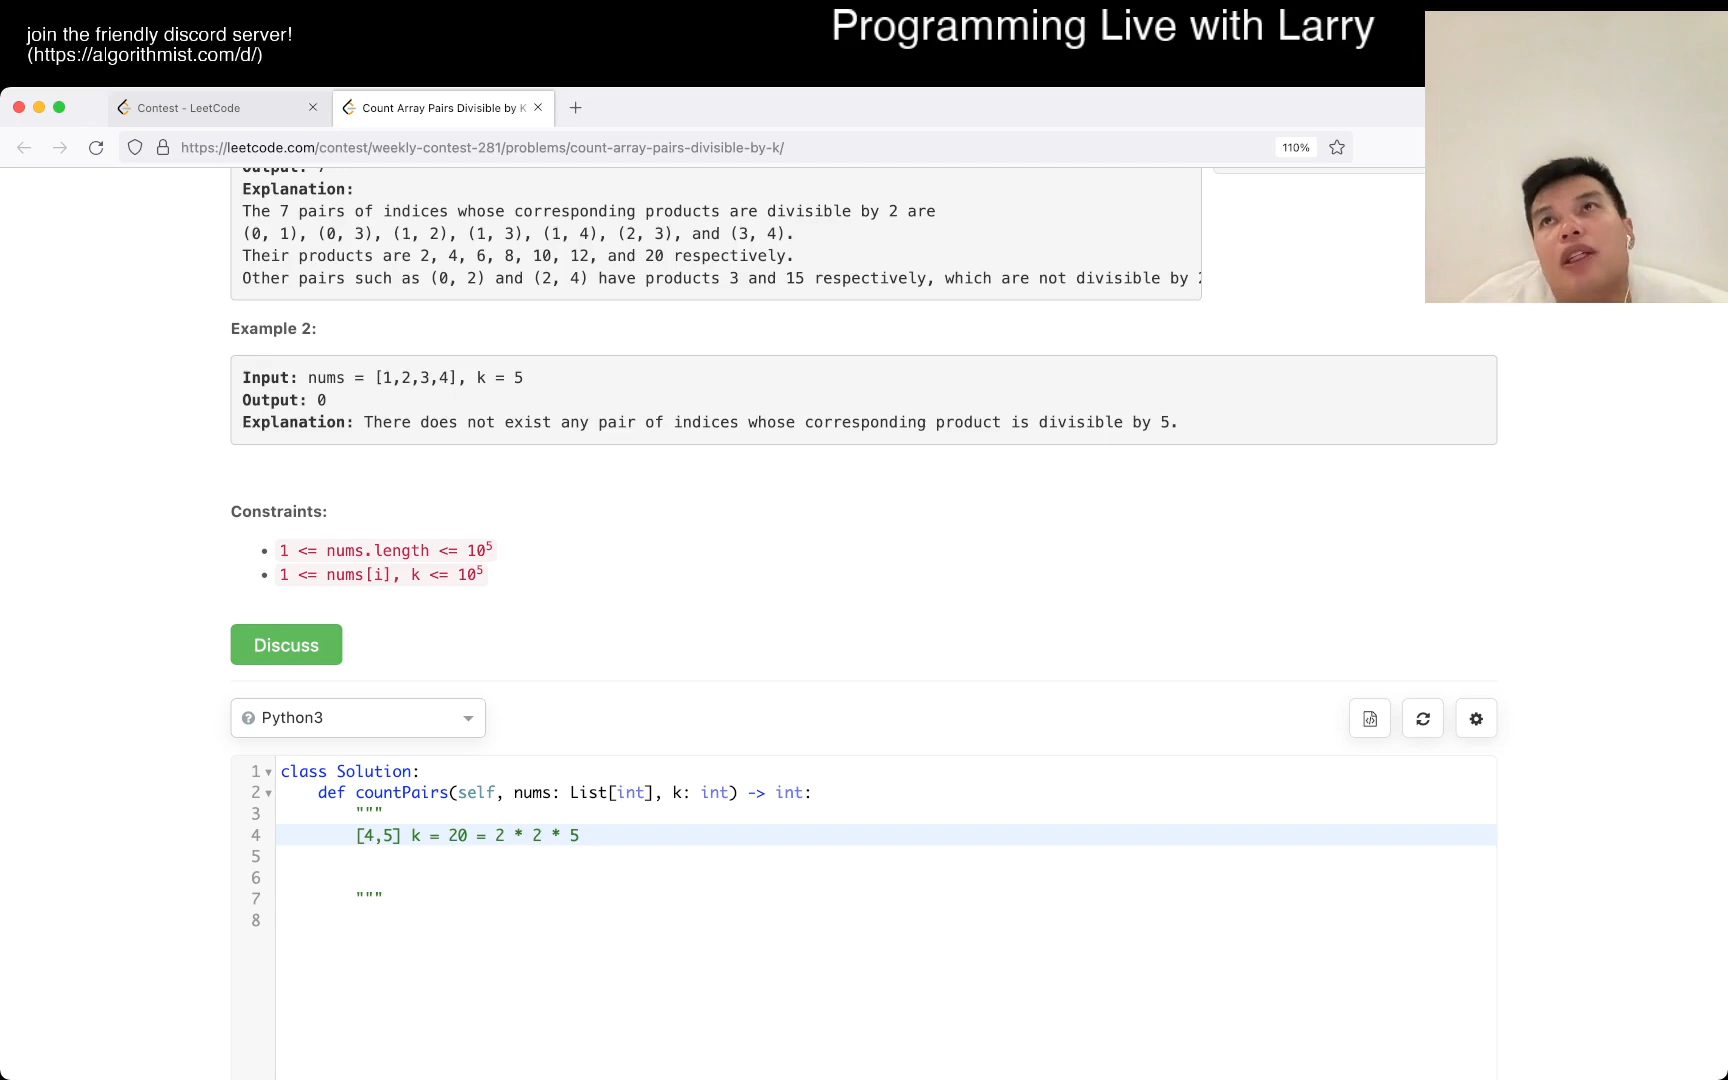 join the friendly discord server!
(https://algorithmist.com/d/)
Programming Live with Larry
Contest - LeetCode
Count Array Pairs Divisible by K
https://leetcode.com/contest/weekly-contest-281/problems/count-array-pairs-divisible-by-k/
110%
Output: 7
Explanation:
The 7 pairs of indices whose corresponding products are divisible by 2 are
(0, 1), (0, 3), (1, 2), (1, 3), (1, 4), (2, 3), and (3, 4).
Their products are 2, 4, 6, 8, 10, 12, and 20 respectively.
Other pairs such as (0, 2) and (2, 4) have products 3 and 15 respectively, which are not divisible by 2
Example 2:
Input: nums = [1,2,3,4], k = 5
Output: 0
Explanation: There does not exist any pair of indices whose corresponding product is divisible by 5.
Constraints:
1 <= nums.length <= 10⁵
1 <= nums[i], k <= 10⁵
Discuss
Python3
1 class Solution:
2 def countPairs(self, nums: List[int], k: int) -> int:
3 """
4 [4,5] k = 20 = 2 * 2 * 5
5
6
7 """
8